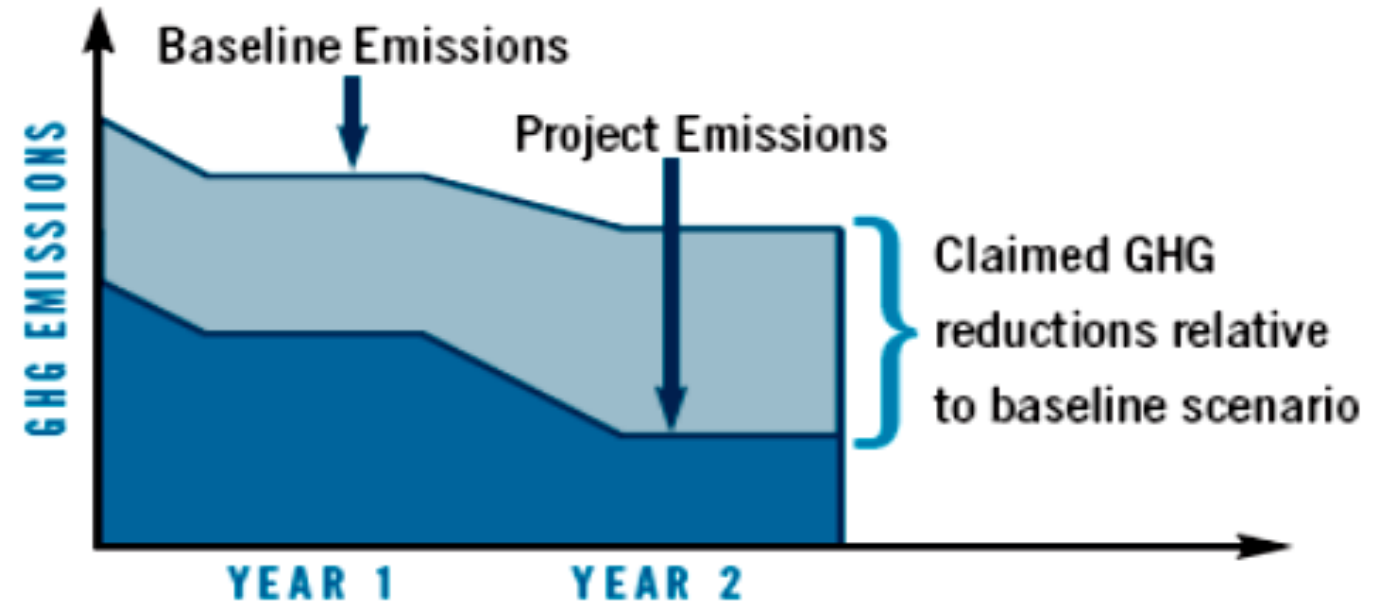 Baseline Emissions
Project Emissions
GHG EMISSIONS
Claimed GHG
reductions relative
to baseline scenario
YEAR 1
YEAR 2